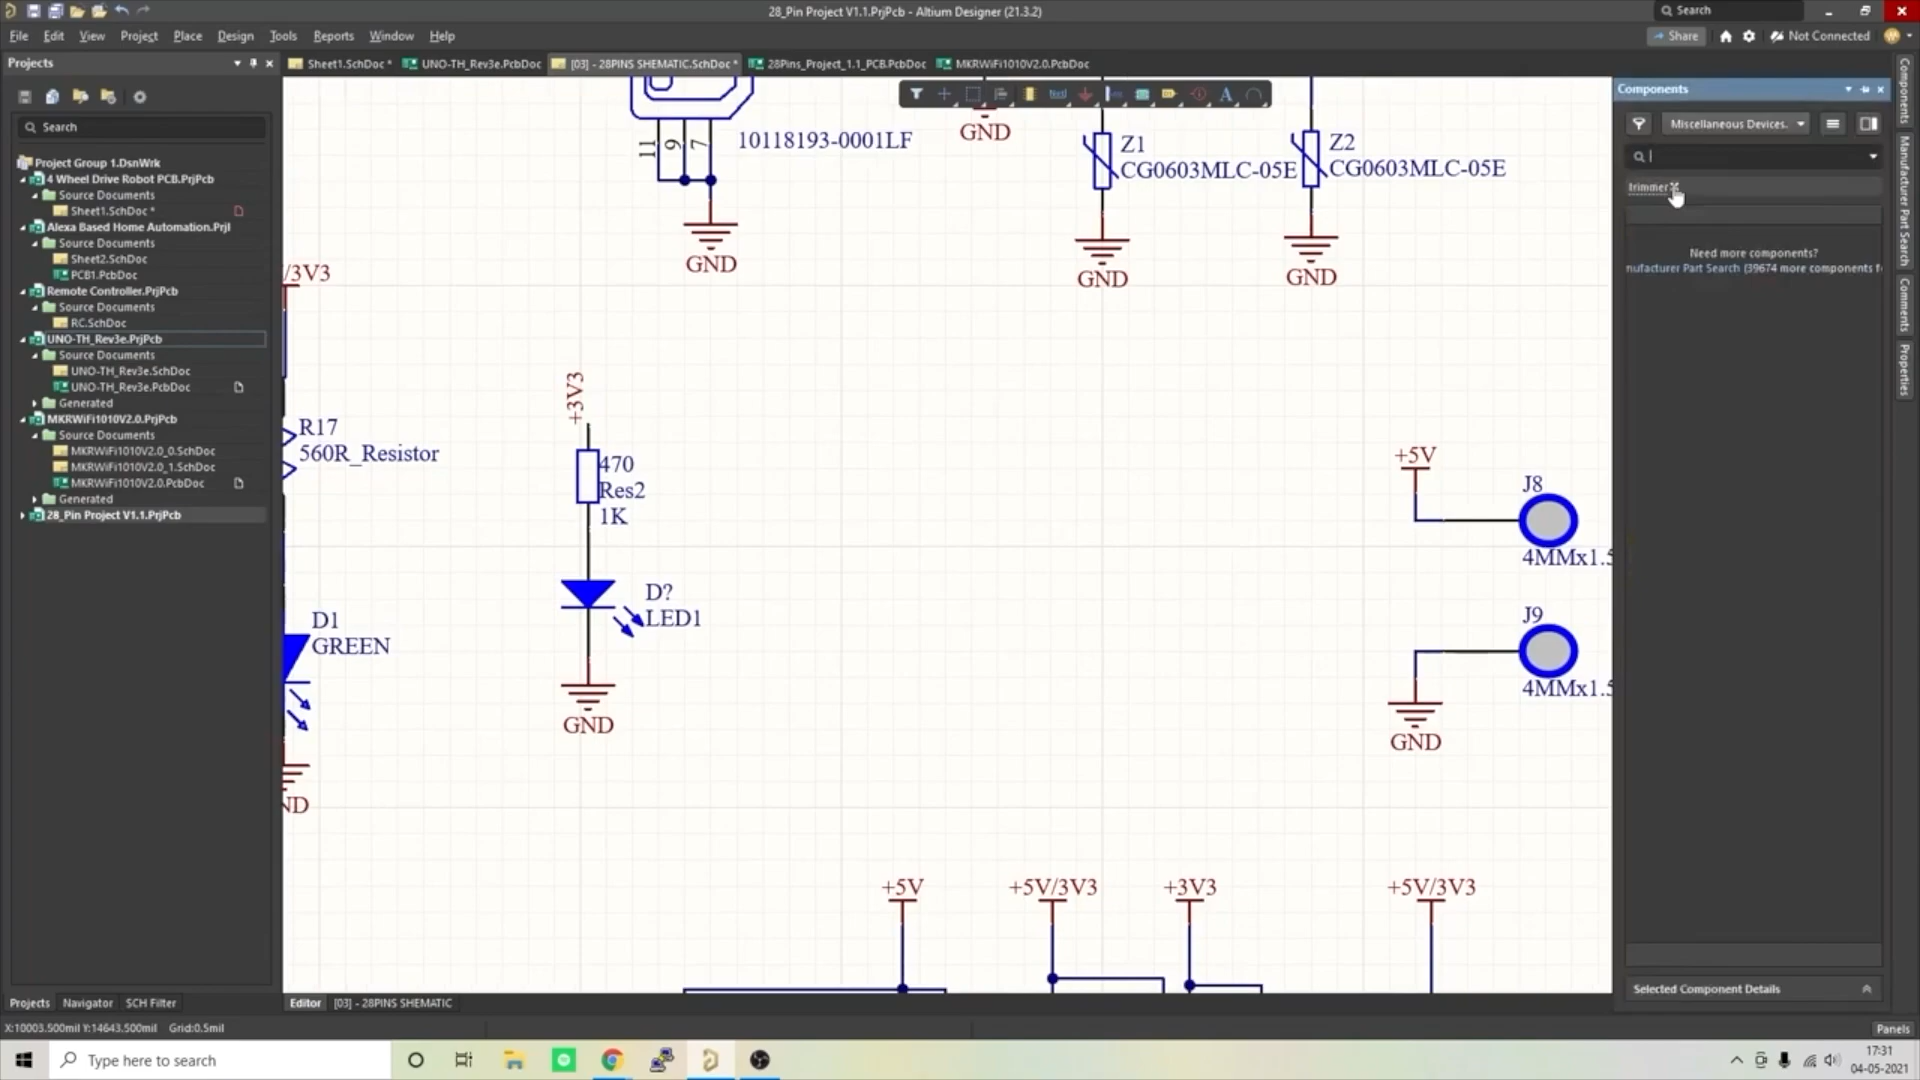 28_Pin Project V1.1.PrjPcb - Altium Designer (21.3.2)
Search
File Edit View Project Place Design Tools Reports Window Help
Share
Not Connected
Projects
Sheet1.SchDoc *
UNO-TH_Rev3e.PcbDoc
[03] - 28PINS SHEMATIC.SchDoc *
28Pins_Project_1.1_PCB.PcbDoc
MKRWiFi1010V2.0.PcbDoc
Search
Project Group 1.DsnWrk
4 Wheel Drive Robot PCB.PrjPcb
Source Documents
Sheet1.SchDoc *
Alexa Based Home Automation.PrjI
Source Documents
Sheet2.SchDoc
PCB1.PcbDoc
Remote Controller.PrjPcb
Source Documents
RC.SchDoc
UNO-TH_Rev3e.PrjPcb
Source Documents
UNO-TH_Rev3e.SchDoc
UNO-TH_Rev3e.PcbDoc
Generated
MKRWiFi1010V2.0.PrjPcb
Source Documents
MKRWiFi1010V2.0_0.SchDoc
MKRWiFi1010V2.0_1.SchDoc
MKRWiFi1010V2.0.PcbDoc
Generated
28_Pin Project V1.1.PrjPcb
Projects Navigator SCH Filter
11
9
7
10118193-0001LF
GND
GND
Z1
CG0603MLC-05E
GND
Z2
CG0603MLC-05E
GND
/3V3
R17
560R_Resistor
D1
GREEN
ND
+3V3
470
Res2
1K
D?
LED1
GND
+5V
J8
4MMx1.5
J9
4MMx1.5
GND
+5V
+5V/3V3
+3V3
+5V/3V3
Editor [03] - 28PINS SHEMATIC
Components
Miscellaneous Devices.
trimmer
Need more components?
nufacturer Part Search (39674 more components f
Selected Component Details
Components
Manufacturer Part Search
Comments
Properties
X:10003.500mil Y:14643.500mil Grid:0.5mil
Panels
Type here to search
17:31
04-05-2021